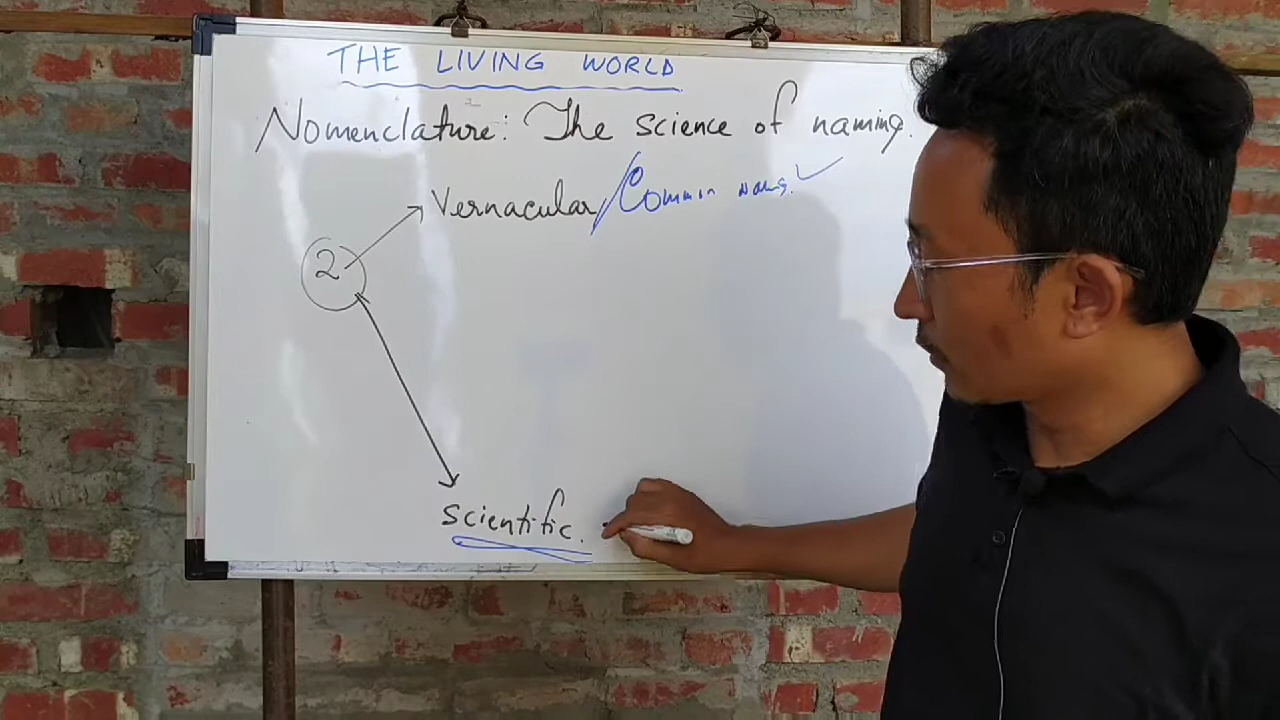 THE LIVING WORLD
Nomenclature: The science of naming.
Vernacular/Common name.
2
Scientific.